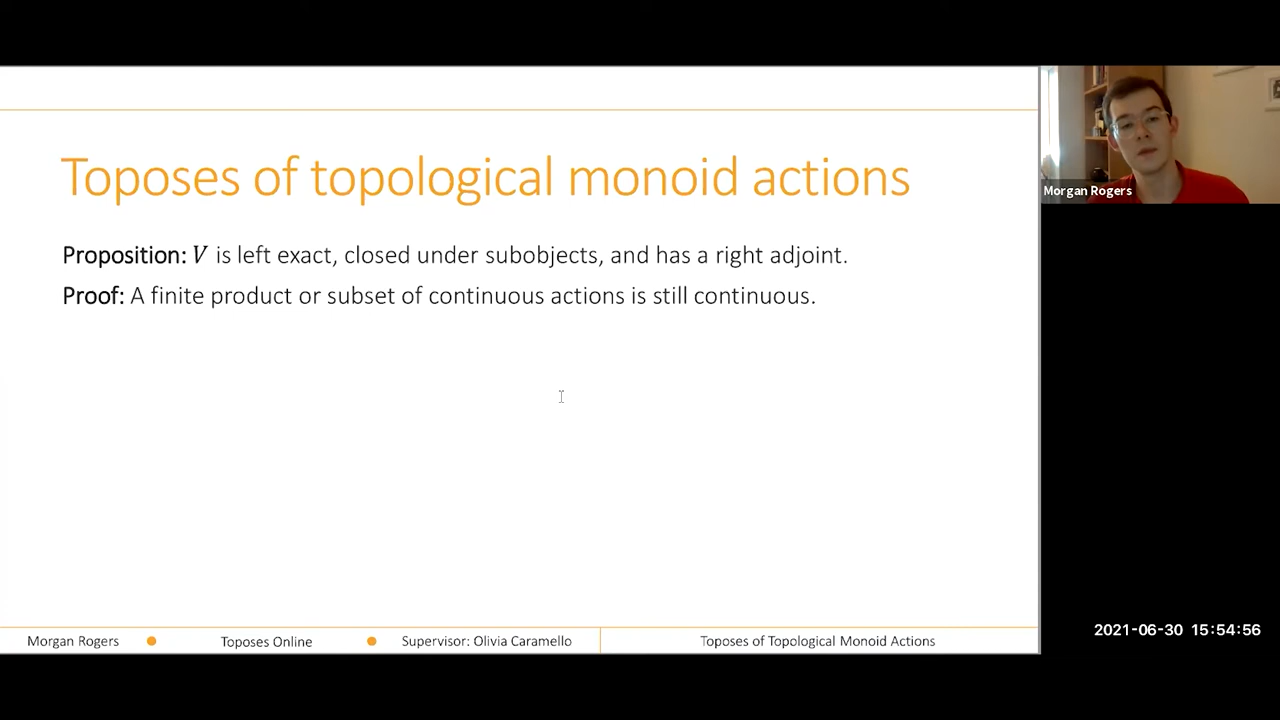 Toposes of topological monoid actions
Proposition: V is left exact, closed under subobjects, and has a right adjoint.
Proof: A finite product or subset of continuous actions is still continuous.
Morgan Rogers
Morgan Rogers ● Toposes Online ● Supervisor: Olivia Caramello Toposes of Topological Monoid Actions
2021-06-30 15:54:56